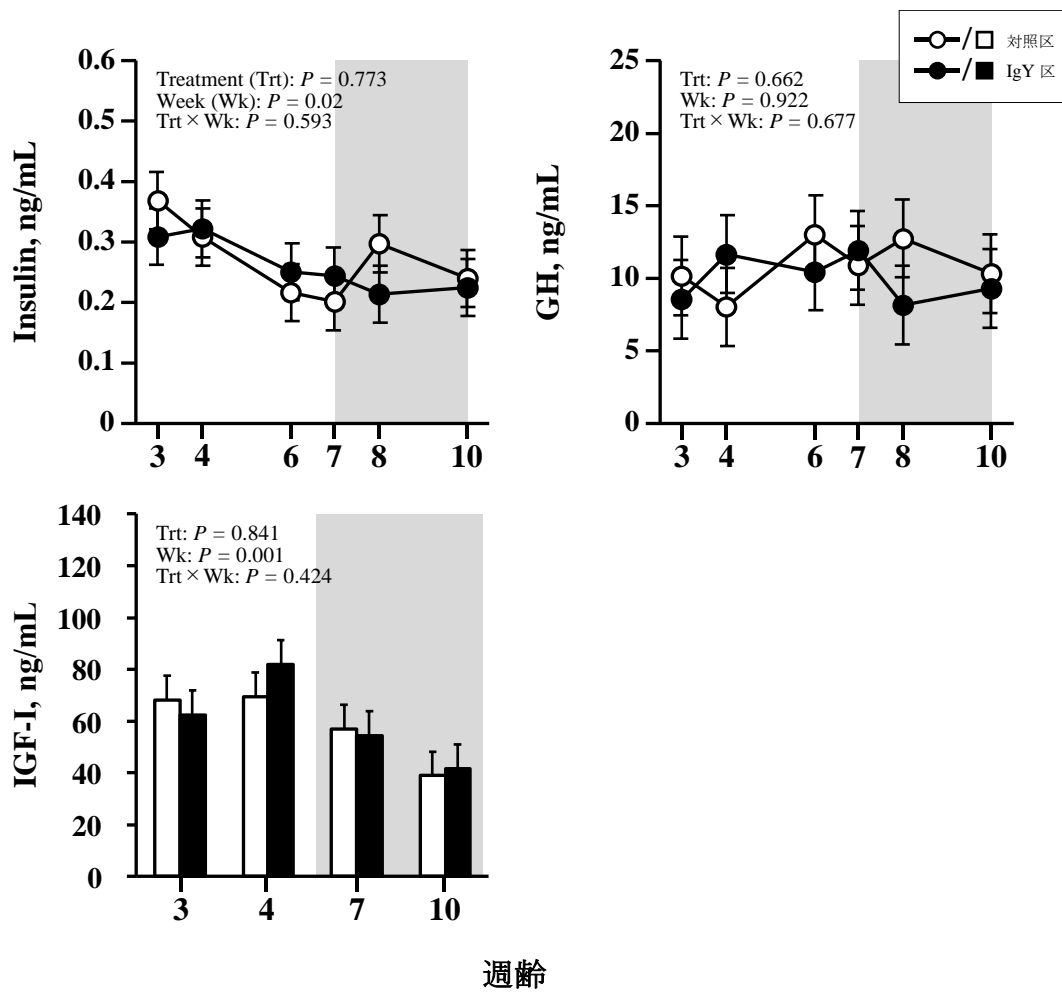 対照区
IgY 区
Insulin, ng/mL
0.6
0.5
0.4
0.3
0.2
0.1
0
Treatment (Trt): P = 0.773
Week (Wk): P = 0.02
Trt × Wk: P = 0.593
3 4 6 7 8 10
GH, ng/mL
25
20
15
10
5
0
Trt: P = 0.662
Wk: P = 0.922
Trt × Wk: P = 0.677
3 4 6 7 8 10
IGF-I, ng/mL
140
120
100
80
60
40
20
0
Trt: P = 0.841
Wk: P = 0.001
Trt × Wk: P = 0.424
3 4 7 10
週齢